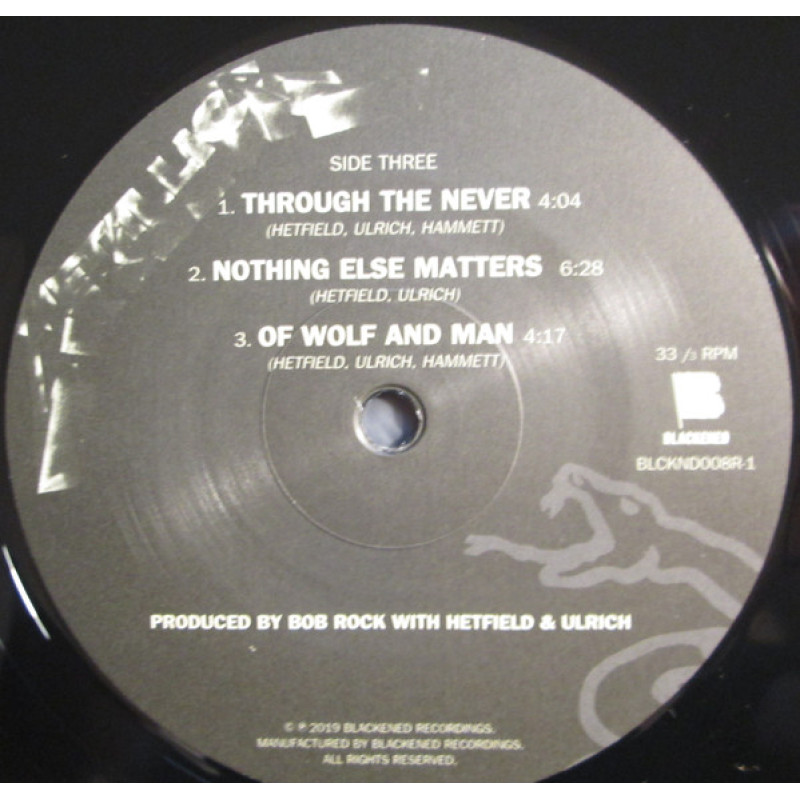 METALLICA
SIDE THREE
1. THROUGH THE NEVER 4:04
(HETFIELD, ULRICH, HAMMETT)
2. NOTHING ELSE MATTERS 6:28
(HETFIELD, ULRICH)
3. OF WOLF AND MAN 4:17
(HETFIELD, ULRICH, HAMMETT)
33 /3 RPM
B
BLACKENED
BLCKND008R-1
PRODUCED BY BOB ROCK WITH HETFIELD & ULRICH
© ℗ 2019 BLACKENED RECORDINGS.
MANUFACTURED BY BLACKENED RECORDINGS.
ALL RIGHTS RESERVED.